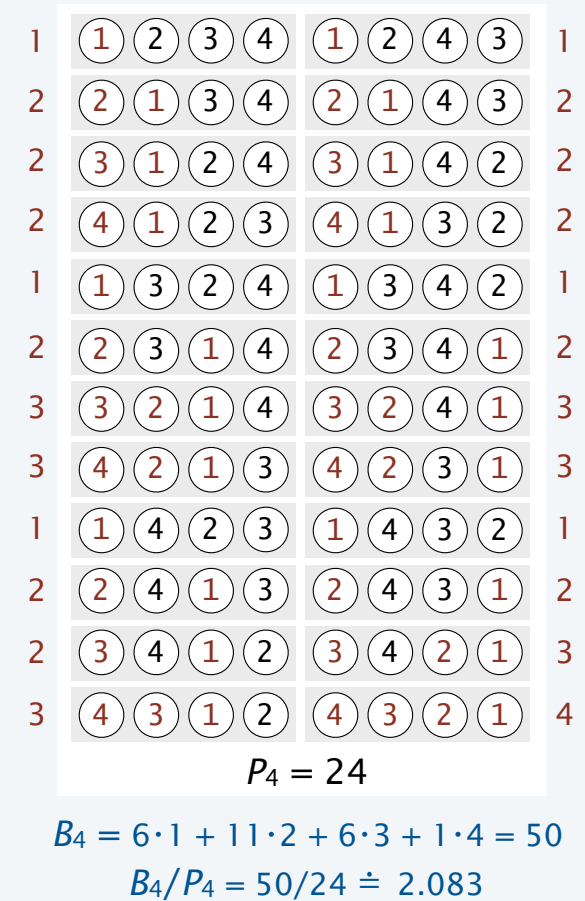 1 1 2 3 4 1 2 4 3 1
2 2 1 3 4 2 1 4 3 2
2 3 1 2 4 3 1 4 2 2
2 4 1 2 3 4 1 3 2 2
1 1 3 2 4 1 3 4 2 1
2 2 3 1 4 2 3 4 1 2
3 3 2 1 4 3 2 4 1 3
3 4 2 1 3 4 2 3 1 3
1 1 4 2 3 1 4 3 2 1
2 2 4 1 3 2 4 3 1 2
2 3 4 1 2 3 4 2 1 3
3 4 3 1 2 4 3 2 1 4
P4 = 24
B4 = 6·1 + 11·2 + 6·3 + 1·4 = 50
B4/P4 = 50/24 ≐ 2.083